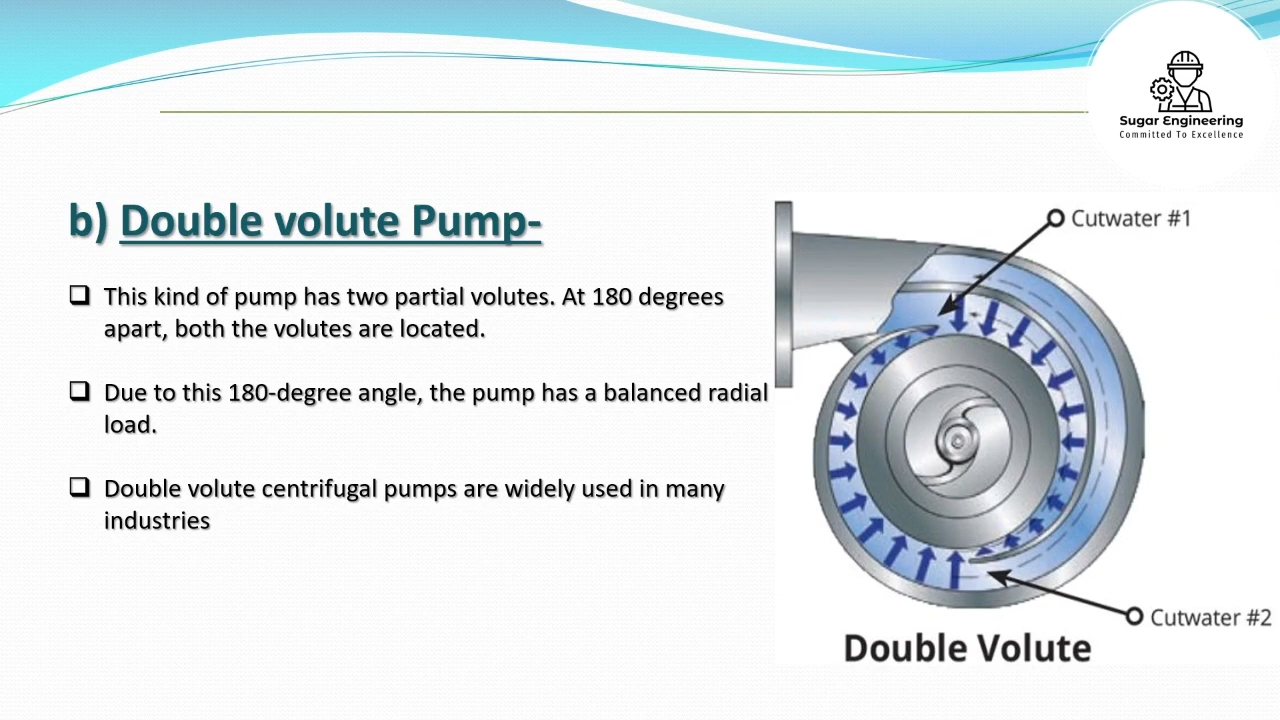 Sugar Engineering
Committed To Excellence
b) Double volute Pump-
❑ This kind of pump has two partial volutes. At 180 degrees
apart, both the volutes are located.
❑ Due to this 180-degree angle, the pump has a balanced radial
load.
❑ Double volute centrifugal pumps are widely used in many
industries
Cutwater #1
Cutwater #2
Double Volute